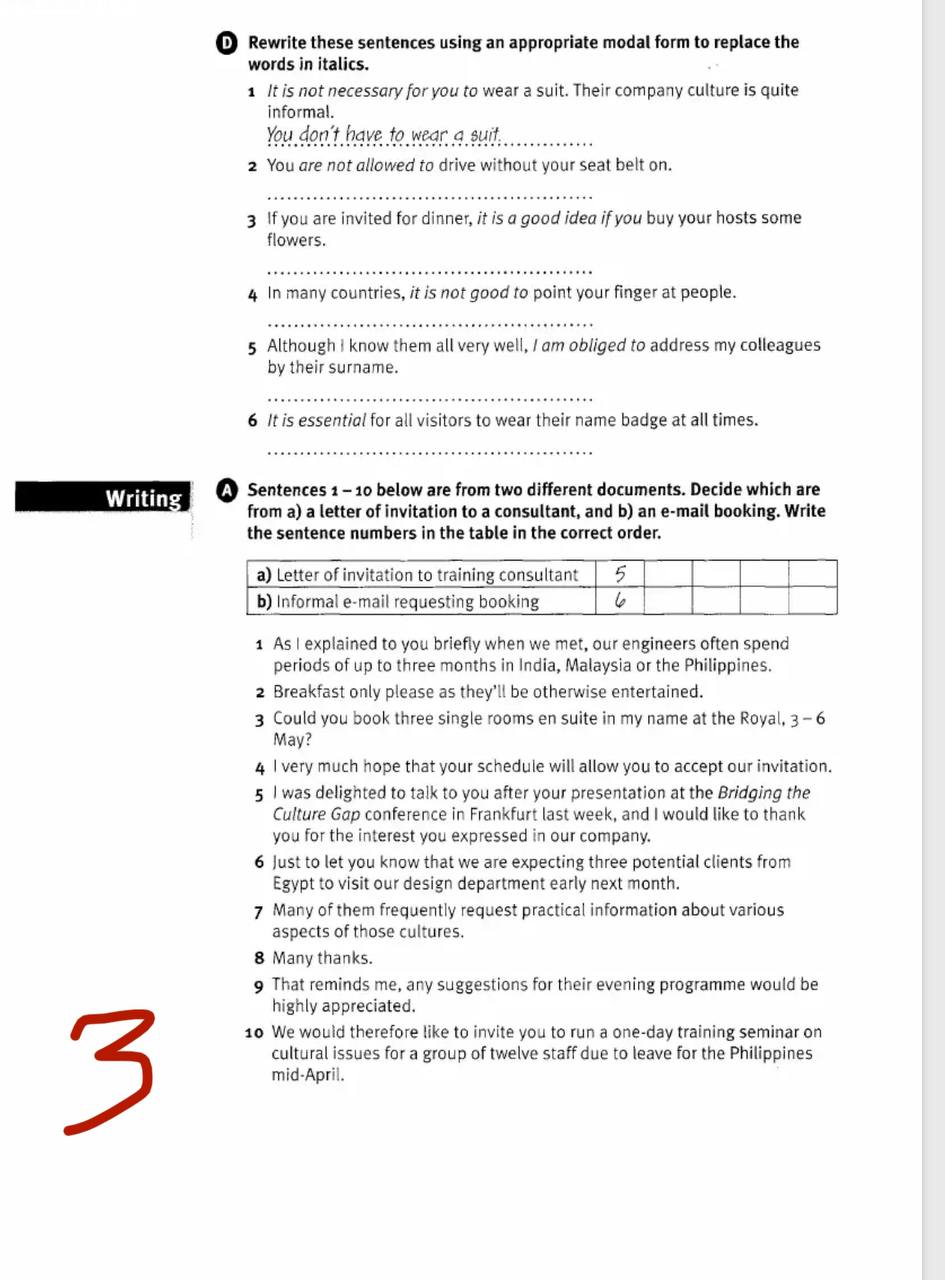 D Rewrite these sentences using an appropriate modal form to replace the
words in italics.
1 It is not necessary for you to wear a suit. Their company culture is quite
informal.
You don't have to wear a suit.
2 You are not allowed to drive without your seat belt on.
3 If you are invited for dinner, it is a good idea if you buy your hosts some
flowers.
4 In many countries, it is not good to point your finger at people.
5 Although I know them all very well, I am obliged to address my colleagues
by their surname.
6 It is essential for all visitors to wear their name badge at all times.
Writing
A Sentences 1 – 10 below are from two different documents. Decide which are
from a) a letter of invitation to a consultant, and b) an e-mail booking. Write
the sentence numbers in the table in the correct order.
a) Letter of invitation to training consultant 5
b) Informal e-mail requesting booking 6
1 As I explained to you briefly when we met, our engineers often spend
periods of up to three months in India, Malaysia or the Philippines.
2 Breakfast only please as they'll be otherwise entertained.
3 Could you book three single rooms en suite in my name at the Royal, 3 – 6
May?
4 I very much hope that your schedule will allow you to accept our invitation.
5 I was delighted to talk to you after your presentation at the Bridging the
Culture Gap conference in Frankfurt last week, and I would like to thank
you for the interest you expressed in our company.
6 Just to let you know that we are expecting three potential clients from
Egypt to visit our design department early next month.
7 Many of them frequently request practical information about various
aspects of those cultures.
8 Many thanks.
9 That reminds me, any suggestions for their evening programme would be
highly appreciated.
10 We would therefore like to invite you to run a one-day training seminar on
cultural issues for a group of twelve staff due to leave for the Philippines
mid-April.
3